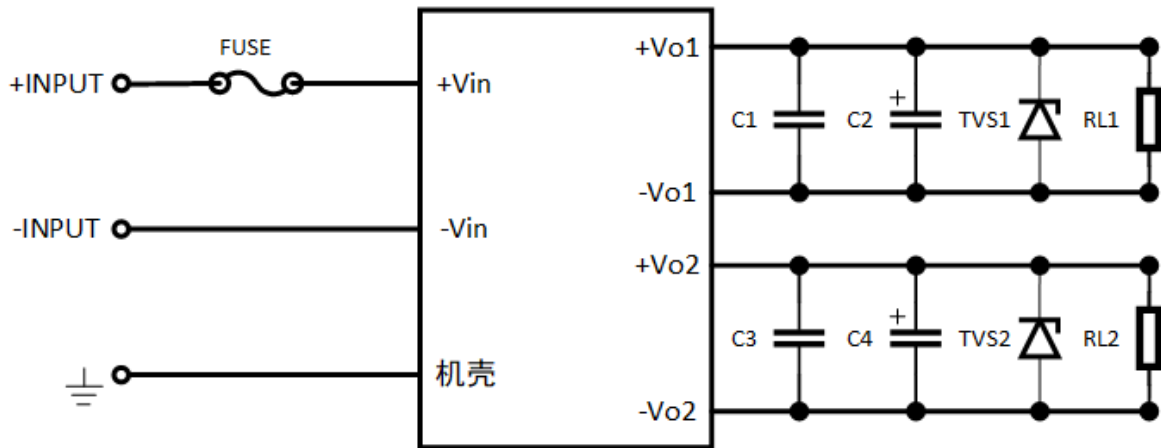 FUSE
+INPUT
+Vin
-INPUT
-Vin
机壳
+Vo1
C1
+
C2
TVS1
RL1
-Vo1
+Vo2
C3
+
C4
TVS2
RL2
-Vo2